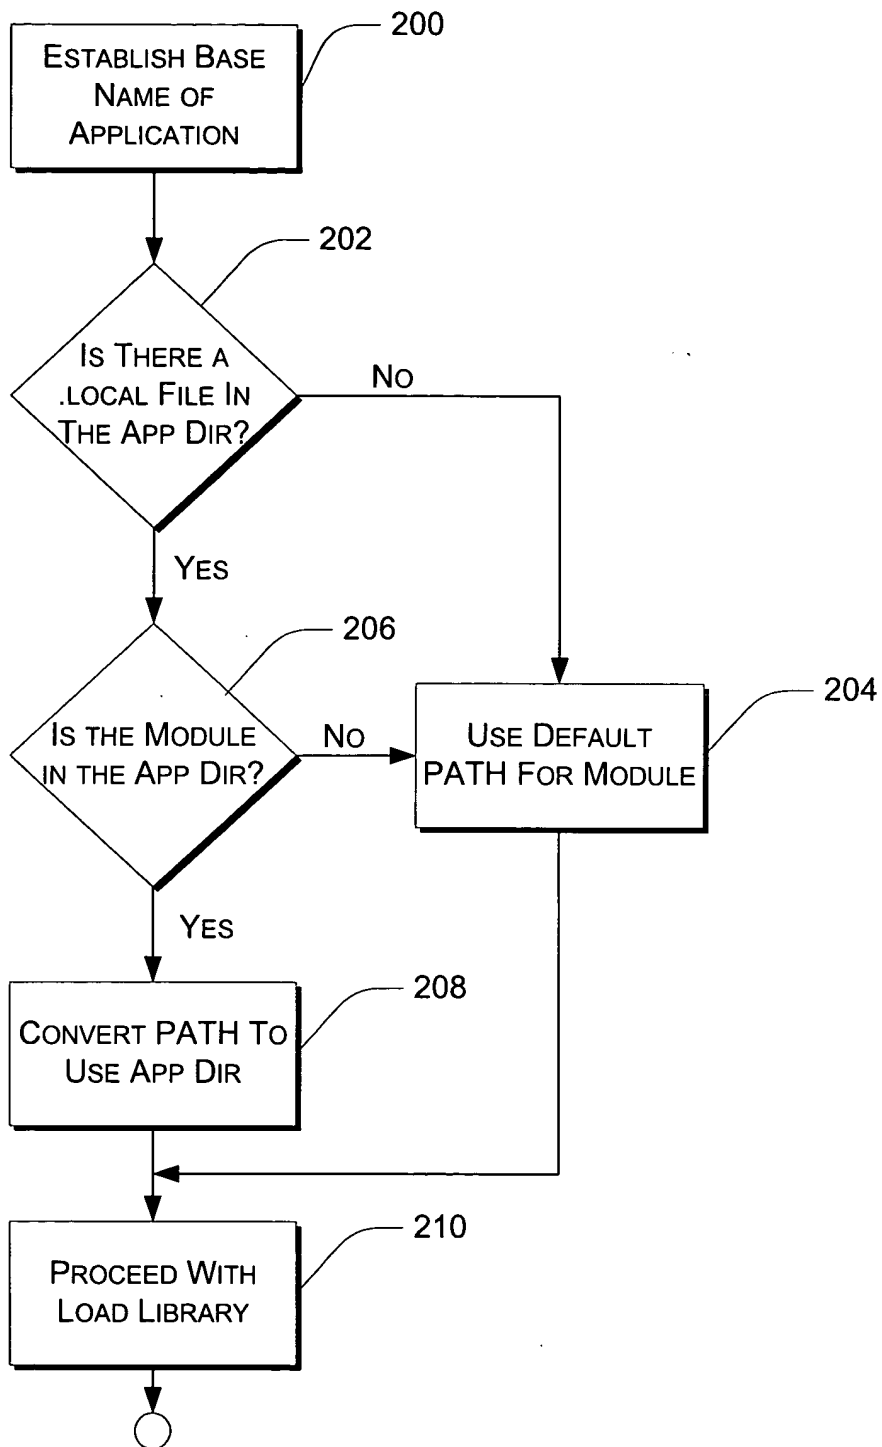 200
ESTABLISH BASE
NAME OF
APPLICATION
202
IS THERE A
.LOCAL FILE IN
THE APP DIR?
NO
YES
206
IS THE MODULE
IN THE APP DIR?
NO
204
USE DEFAULT
PATH FOR MODULE
YES
208
CONVERT PATH TO
USE APP DIR
210
PROCEED WITH
LOAD LIBRARY